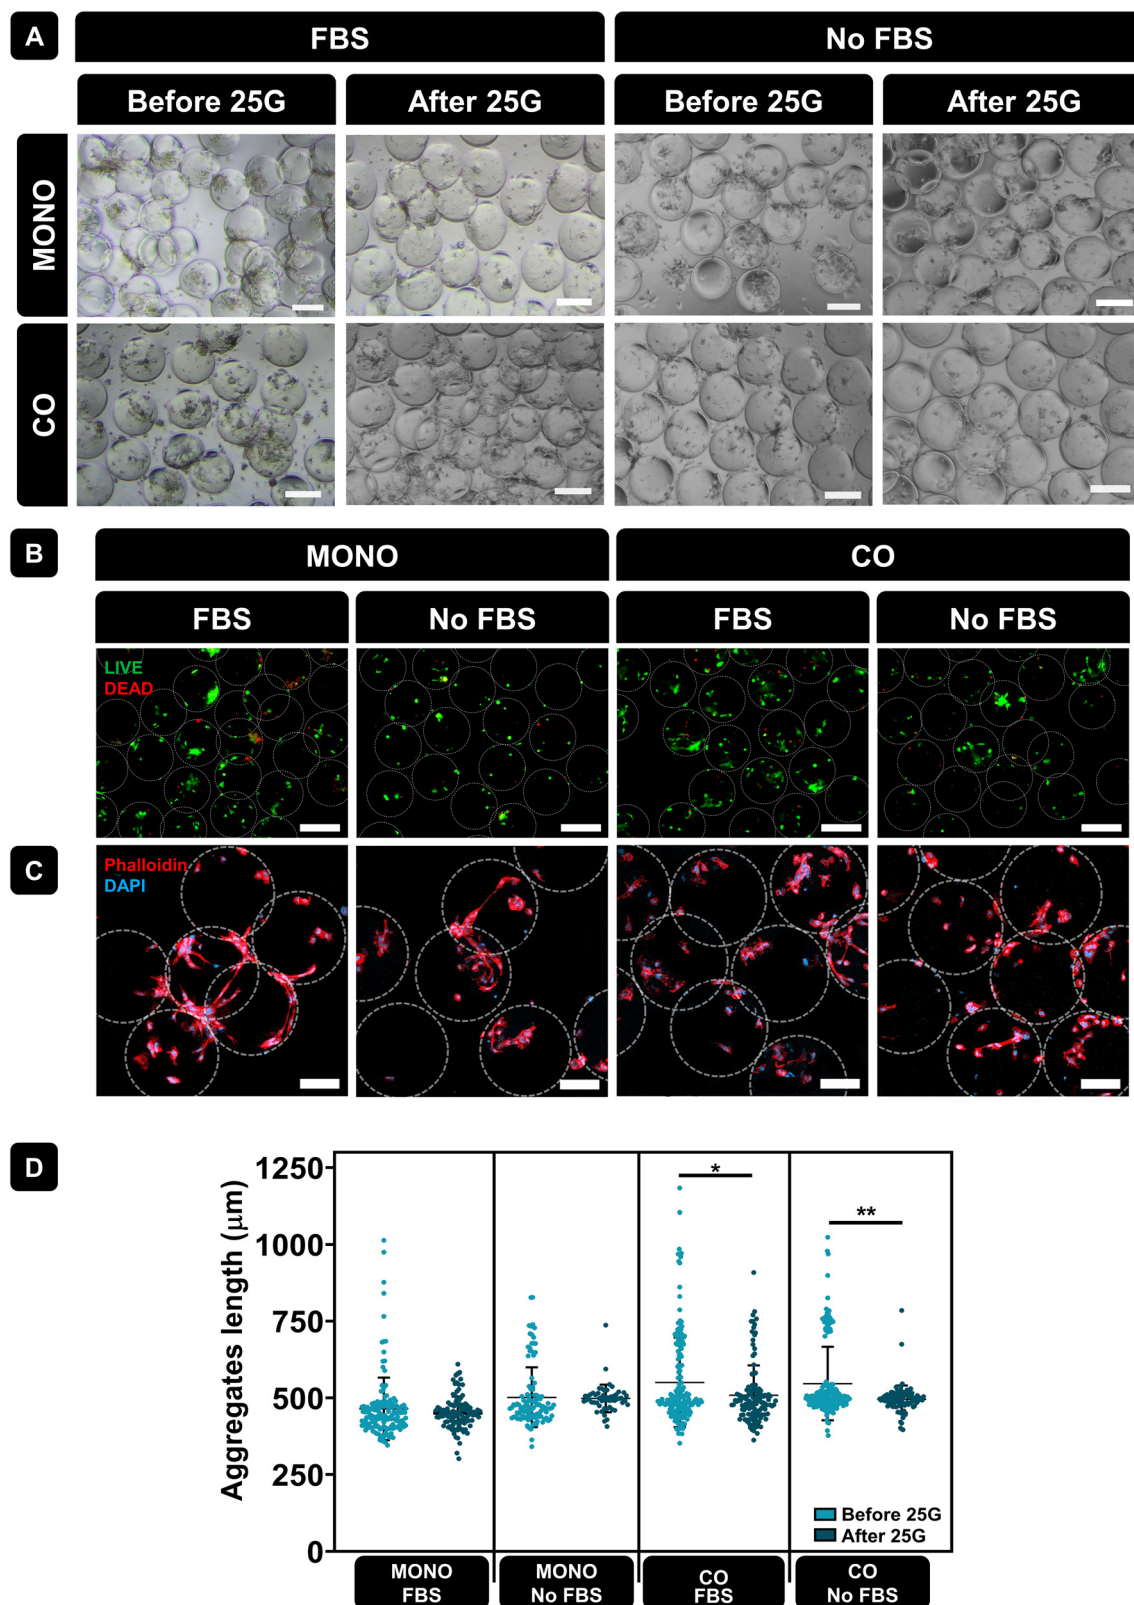 A
FBS
No FBS
Before 25G
After 25G
Before 25G
After 25G
MONO
CO
B
MONO
CO
FBS
No FBS
FBS
No FBS
LIVE
DEAD
C
Phalloidin
DAPI
D
Aggregates length (μm)
1250
1000
750
500
250
0
*
**
Before 25G
After 25G
MONO
FBS
MONO
No FBS
CO
FBS
CO
No FBS